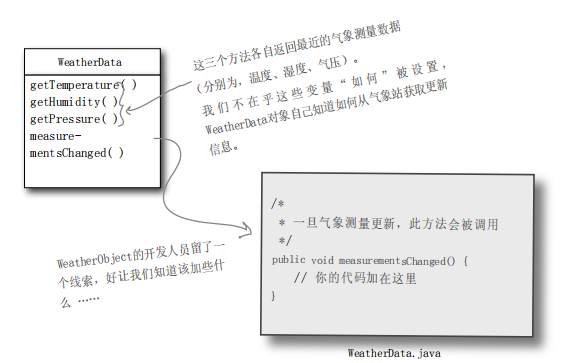 WeatherData
getTemperature( )
getHumidity( )
getPressure( )
measure-
mentsChanged( )
这三个方法各自返回最近的气象测量数据
（分别为，温度、湿度、气压）。
我们不在乎这些变量“如何”被设置，
WeatherData对象自己知道如何从气象站获取更新
信息。
WeatherObject的开发人员留了一
个线索，好让我们知道该加些什
么 ……
/*
* 一旦气象测量更新，此方法会被调用
*/
public void measurementsChanged() {
// 你的代码加在这里
}
WeatherData.java